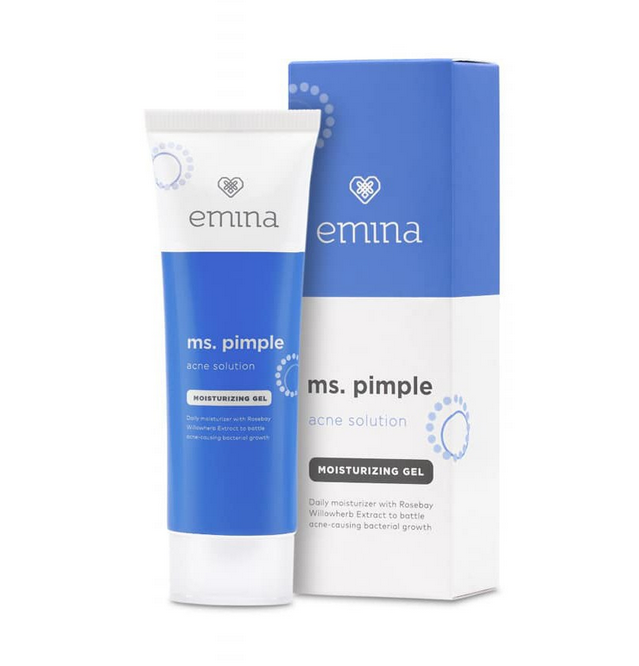 emina
ms. pimple
acne solution
MOISTURIZING GEL
Daily moisturizer with Rosebay
Willowherb Extract to battle
acne-causing bacterial growth
emina
ms. pimple
acne solution
MOISTURIZING GEL
Daily moisturizer with Rosebay
Willowherb Extract to battle
acne-causing bacterial growth